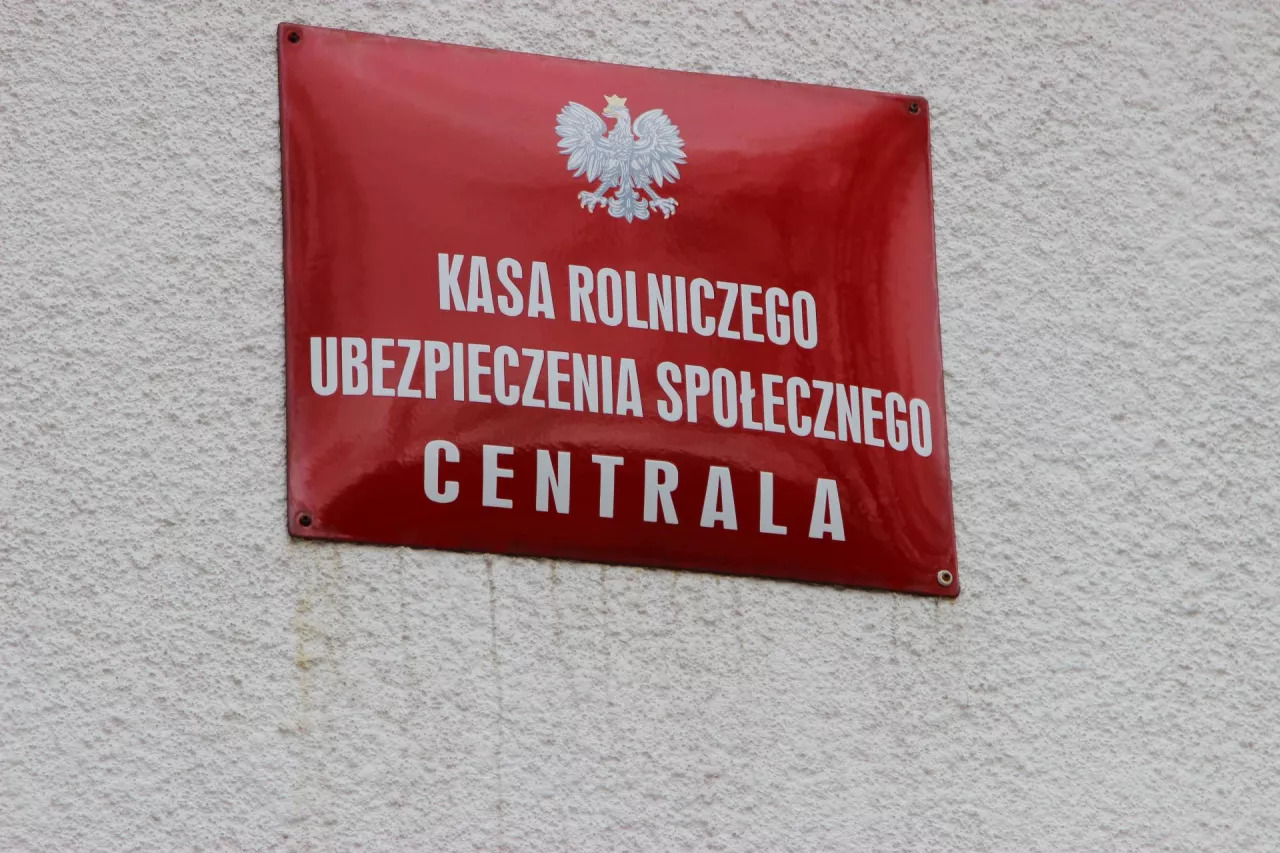 KASA ROLNICZEGO
UBEZPIECZENIA SPOŁECZNEGO
CENTRALA